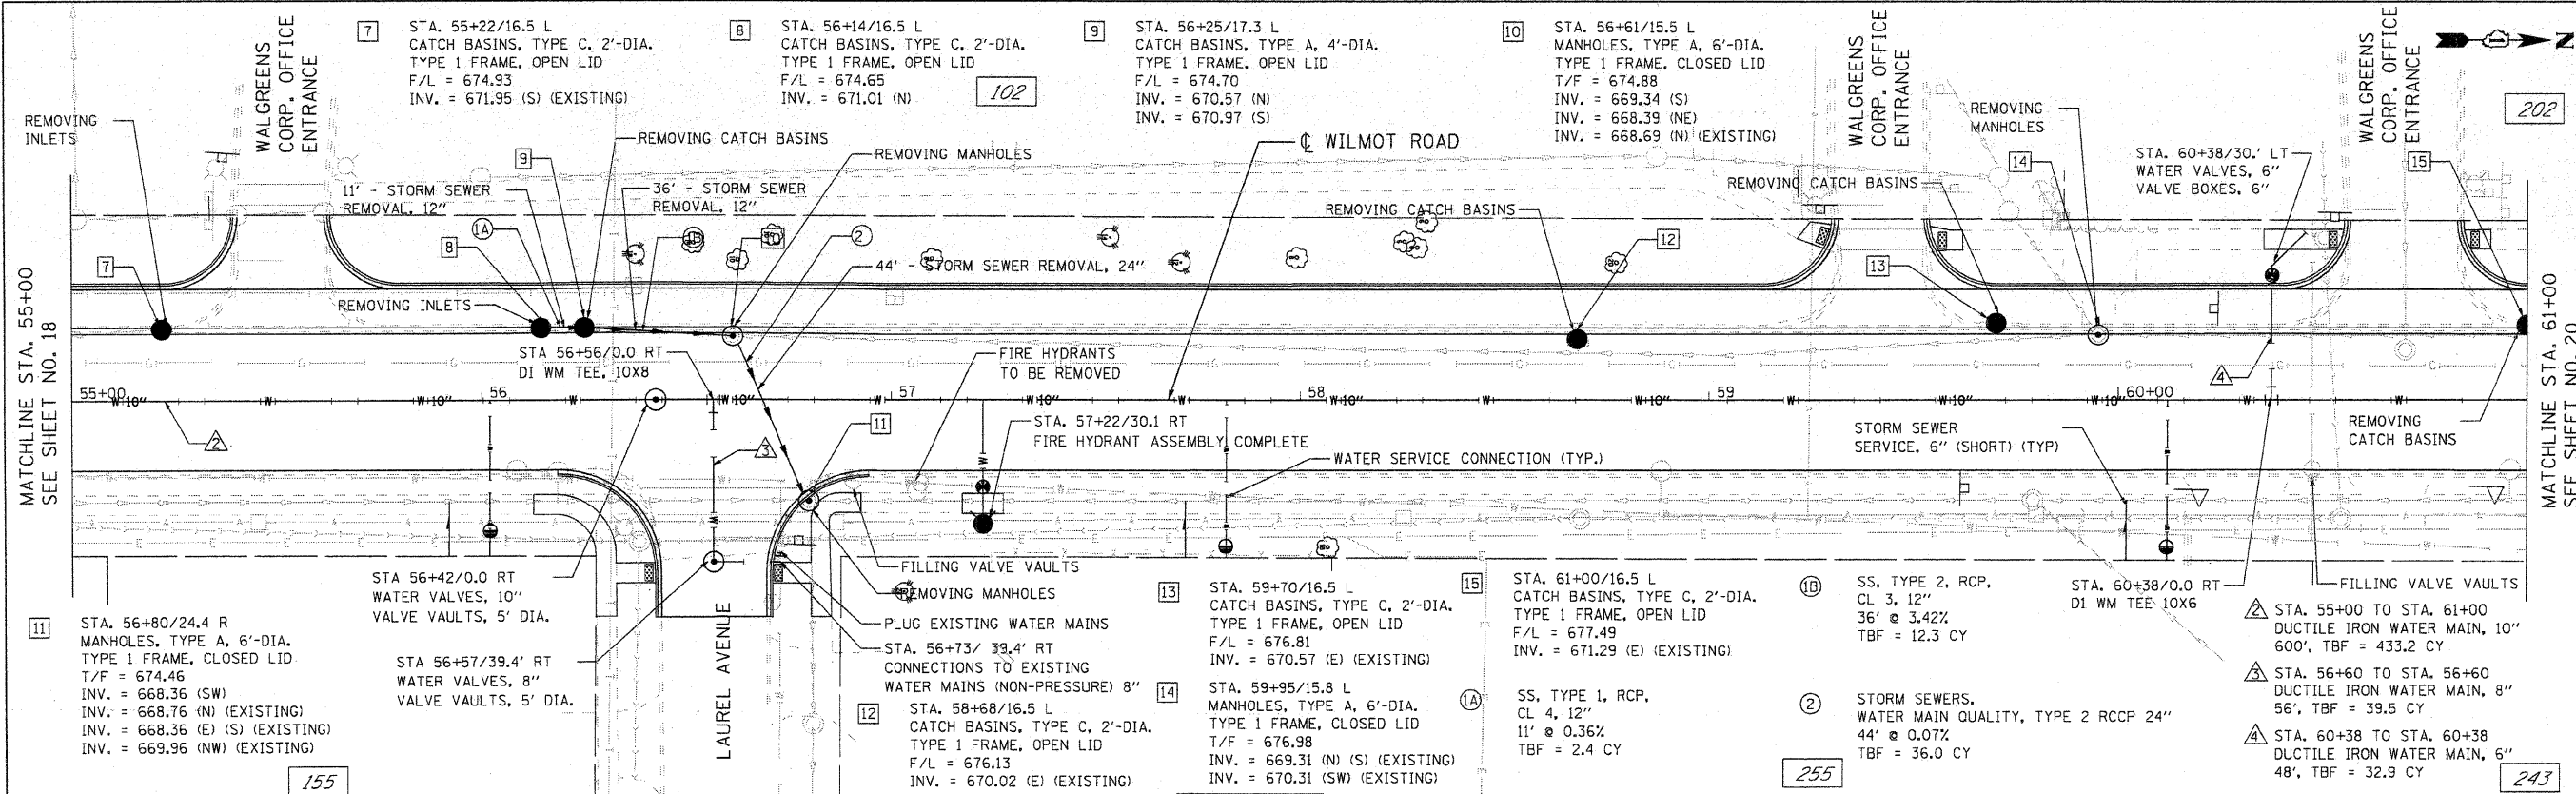 7
STA. 55+22/16.5 L
CATCH BASINS, TYPE C, 2'-DIA.
TYPE 1 FRAME, OPEN LID
F/L = 674.93
INV. = 671.95 (S) (EXISTING)
8
STA. 56+14/16.5 L
CATCH BASINS, TYPE C, 2'-DIA.
TYPE 1 FRAME, OPEN LID
F/L = 674.65
INV. = 671.01 (N)
102
9
STA. 56+25/17.3 L
CATCH BASINS, TYPE A, 4'-DIA.
TYPE 1 FRAME, OPEN LID
F/L = 674.70
INV. = 670.57 (N)
INV. = 670.97 (S)
10
STA. 56+61/15.5 L
MANHOLES, TYPE A, 6'-DIA.
TYPE 1 FRAME, CLOSED LID
T/F = 674.88
INV. = 669.34 (S)
INV. = 668.39 (NE)
INV. = 668.69 (N) (EXISTING)
N
202
WALGREENS
CORP. OFFICE
ENTRANCE
WALGREENS
CORP. OFFICE
ENTRANCE
WALGREENS
CORP. OFFICE
ENTRANCE
REMOVING
INLETS
9
REMOVING CATCH BASINS
REMOVING MANHOLES
℄ WILMOT ROAD
REMOVING
MANHOLES
14
STA. 60+38/30.' LT
WATER VALVES, 6"
VALVE BOXES, 6"
15
11' - STORM SEWER
REMOVAL, 12"
36' - STORM SEWER
REMOVAL, 12"
REMOVING CATCH BASINS
REMOVING CATCH BASINS
1A
8
7
1B
10
2
12
13
44' - STORM SEWER REMOVAL, 24"
REMOVING INLETS
MATCHLINE STA. 55+00
SEE SHEET NO. 18
MATCHLINE STA. 61+00
SEE SHEET NO. 20
STA 56+56/0.0 RT
DI WM TEE, 10X8
FIRE HYDRANTS
TO BE REMOVED
4
55+00
56
57
58
59
60+00
W-10" W W-10" W W-10" W W-10" W W-10" W W-10" W
2
3
11
STA. 57+22/30.1 RT
FIRE HYDRANT ASSEMBLY COMPLETE
WATER SERVICE CONNECTION (TYP.)
STORM SEWER
SERVICE, 6" (SHORT) (TYP)
REMOVING
CATCH BASINS
STA 56+42/0.0 RT
WATER VALVES, 10"
VALVE VAULTS, 5' DIA.
STA 56+57/39.4' RT
WATER VALVES, 8"
VALVE VAULTS, 5' DIA.
LAUREL AVENUE
FILLING VALVE VAULTS
REMOVING MANHOLES
PLUG EXISTING WATER MAINS
STA. 56+73/ 39.4' RT
CONNECTIONS TO EXISTING
WATER MAINS (NON-PRESSURE) 8"
STA. 60+38/0.0 RT
DI WM TEE 10X6
FILLING VALVE VAULTS
11
STA. 56+80/24.4 R
MANHOLES, TYPE A, 6'-DIA.
TYPE 1 FRAME, CLOSED LID
T/F = 674.46
INV. = 668.36 (SW)
INV. = 668.76 (N) (EXISTING)
INV. = 668.36 (E) (S) (EXISTING)
INV. = 669.96 (NW) (EXISTING)
155
12
STA. 58+68/16.5 L
CATCH BASINS, TYPE C, 2'-DIA.
TYPE 1 FRAME, OPEN LID
F/L = 676.13
INV. = 670.02 (E) (EXISTING)
13
STA. 59+70/16.5 L
CATCH BASINS, TYPE C, 2'-DIA.
TYPE 1 FRAME, OPEN LID
F/L = 676.81
INV. = 670.57 (E) (EXISTING)
14
STA. 59+95/15.8 L
MANHOLES, TYPE A, 6'-DIA.
TYPE 1 FRAME, CLOSED LID
T/F = 676.98
INV. = 669.31 (N) (S) (EXISTING)
INV. = 670.31 (SW) (EXISTING)
15
STA. 61+00/16.5 L
CATCH BASINS, TYPE C, 2'-DIA.
TYPE 1 FRAME, OPEN LID
F/L = 677.49
INV. = 671.29 (E) (EXISTING)
1A
SS, TYPE 1, RCP,
CL 4, 12"
11' @ 0.36%
TBF = 2.4 CY
1B
SS, TYPE 2, RCP,
CL 3, 12"
36' @ 3.42%
TBF = 12.3 CY
2
STORM SEWERS,
WATER MAIN QUALITY, TYPE 2 RCCP 24"
44' @ 0.07%
TBF = 36.0 CY
255
2
STA. 55+00 TO STA. 61+00
DUCTILE IRON WATER MAIN, 10"
600', TBF = 433.2 CY
3
STA. 56+60 TO STA. 56+60
DUCTILE IRON WATER MAIN, 8"
56', TBF = 39.5 CY
4
STA. 60+38 TO STA. 60+38
DUCTILE IRON WATER MAIN, 6"
48', TBF = 32.9 CY
243